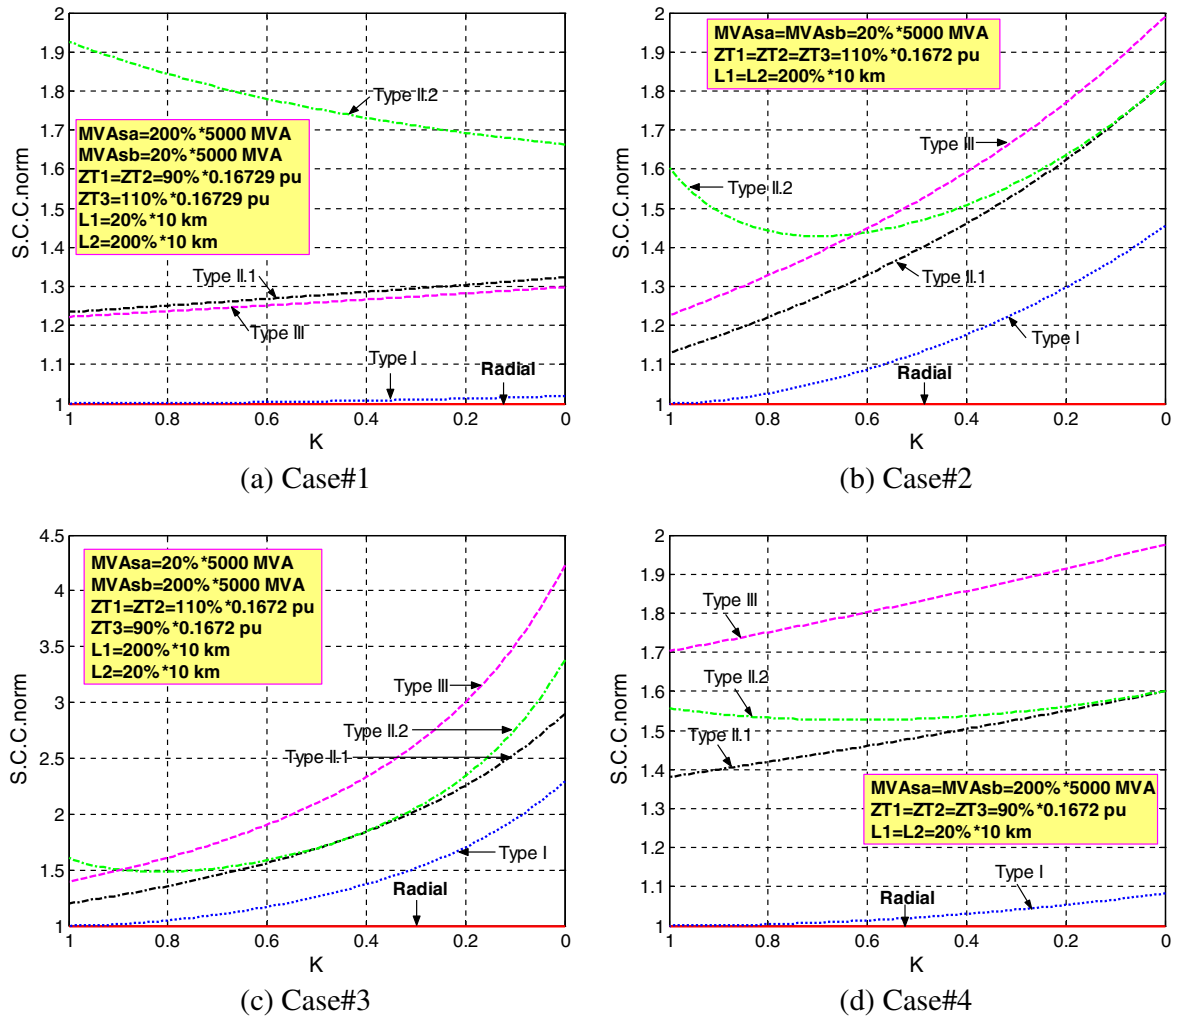 2
1.9
1.8
1.7
1.6
1.5
1.4
1.3
1.2
1.1
1
S.C.C.norm
Type II.2
MVAsa=200%*5000 MVA
MVAsb=20%*5000 MVA
ZT1=ZT2=90%*0.16729 pu
ZT3=110%*0.16729 pu
L1=20%*10 km
L2=200%*10 km
Type II.1
Type III
Type I
Radial
1 0.8 0.6 0.4 0.2 0
K
(a) Case#1
2
1.9
1.8
1.7
1.6
1.5
1.4
1.3
1.2
1.1
1
S.C.C.norm
MVAsa=MVAsb=20%*5000 MVA
ZT1=ZT2=ZT3=110%*0.1672 pu
L1=L2=200%*10 km
Type III
Type II.2
Type II.1
Type I
Radial
1 0.8 0.6 0.4 0.2 0
K
(b) Case#2
4.5
4
3.5
3
2.5
2
1.5
1
S.C.C.norm
MVAsa=20%*5000 MVA
MVAsb=200%*5000 MVA
ZT1=ZT2=110%*0.1672 pu
ZT3=90%*0.1672 pu
L1=200%*10 km
L2=20%*10 km
Type III
Type II.2
Type II.1
Type I
Radial
1 0.8 0.6 0.4 0.2 0
K
(c) Case#3
2
1.9
1.8
1.7
1.6
1.5
1.4
1.3
1.2
1.1
1
S.C.C.norm
Type III
Type II.2
Type II.1
MVAsa=MVAsb=200%*5000 MVA
ZT1=ZT2=ZT3=90%*0.1672 pu
L1=L2=20%*10 km
Type I
Radial
1 0.8 0.6 0.4 0.2 0
K
(d) Case#4